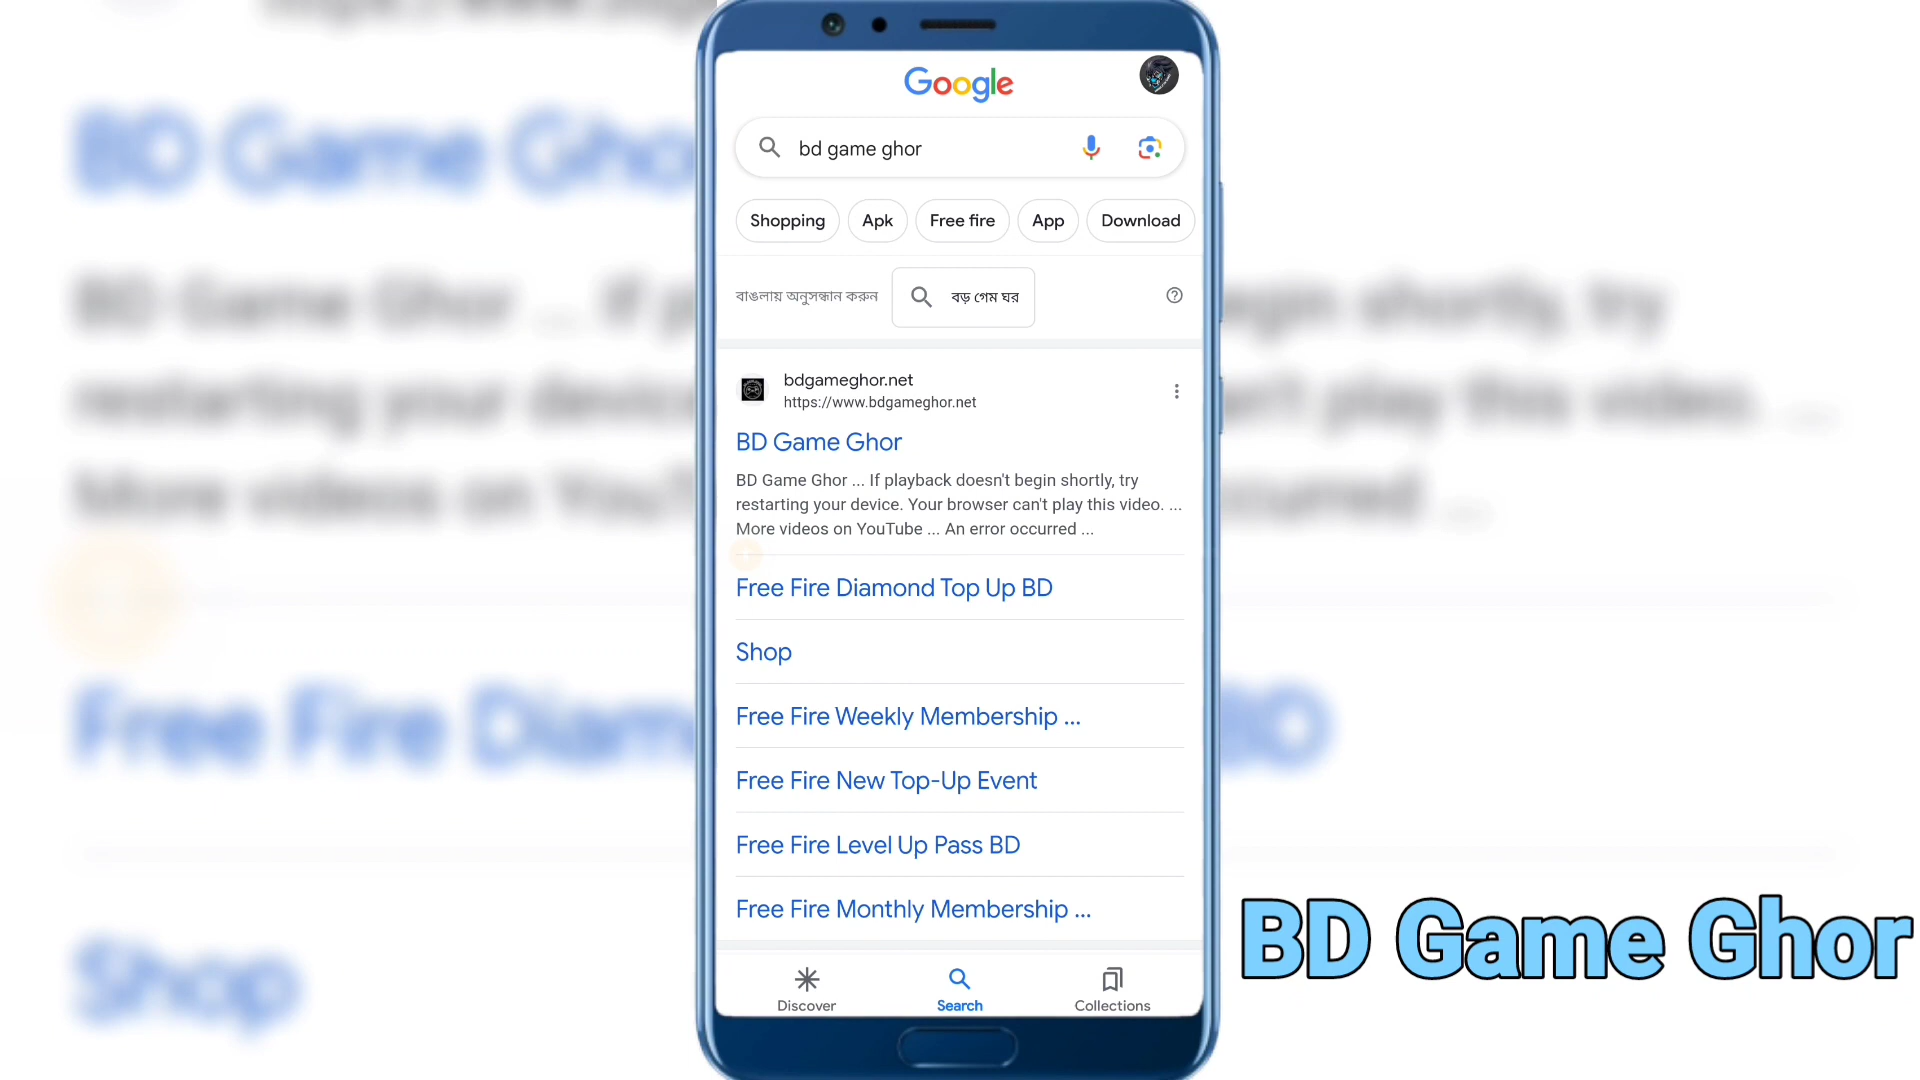 Google
bd game ghor
Shopping Apk Free fire App Download
বাঙলায় অনুসন্ধান করুন বড় গেম ঘর
bdgameghor.net
https://www.bdgameghor.net
BD Game Ghor
BD Game Ghor ... If playback doesn't begin shortly, try
restarting your device. Your browser can't play this video. ...
More videos on YouTube ... An error occurred ...
Free Fire Diamond Top Up BD
Shop
Free Fire Weekly Membership ...
Free Fire New Top-Up Event
Free Fire Level Up Pass BD
Free Fire Monthly Membership ...
Discover Search Collections
BD Game Ghor